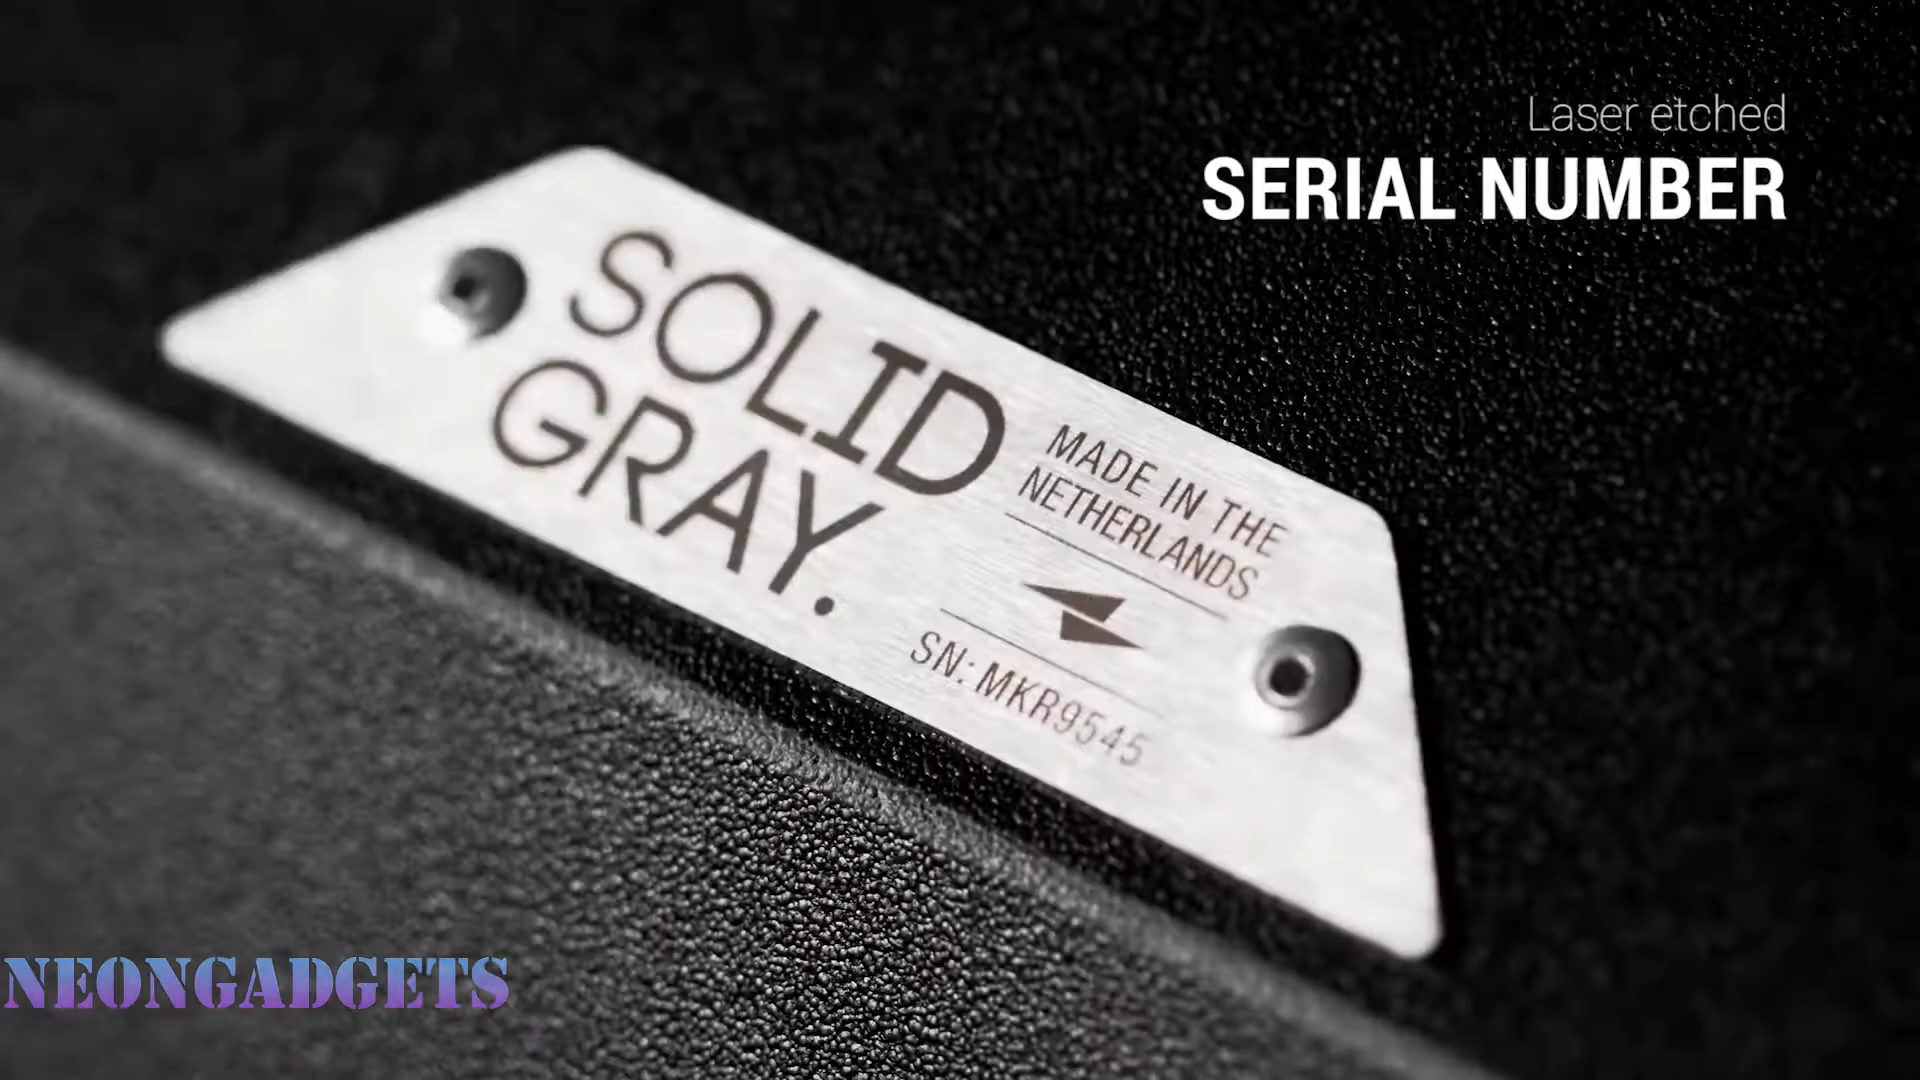 Laser etched
SERIAL NUMBER
SOLID
GRAY.
MADE IN THE
NETHERLANDS
SN: MKR9545
NEONGADGETS